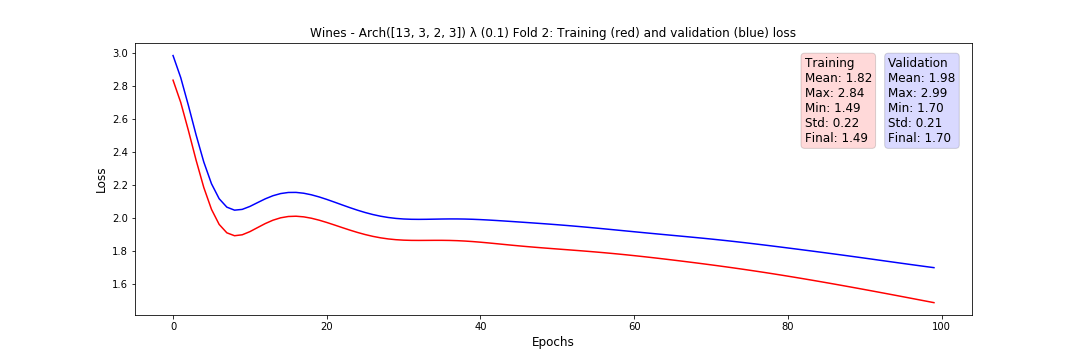 Wines - Arch([13, 3, 2, 3]) λ (0.1) Fold 2: Training (red) and validation (blue) loss
3.0
2.8
2.6
2.4
2.2
2.0
1.8
1.6
Loss
Training
Mean: 1.82
Max: 2.84
Min: 1.49
Std: 0.22
Final: 1.49
Validation
Mean: 1.98
Max: 2.99
Min: 1.70
Std: 0.21
Final: 1.70
0
20
40
60
80
100
Epochs